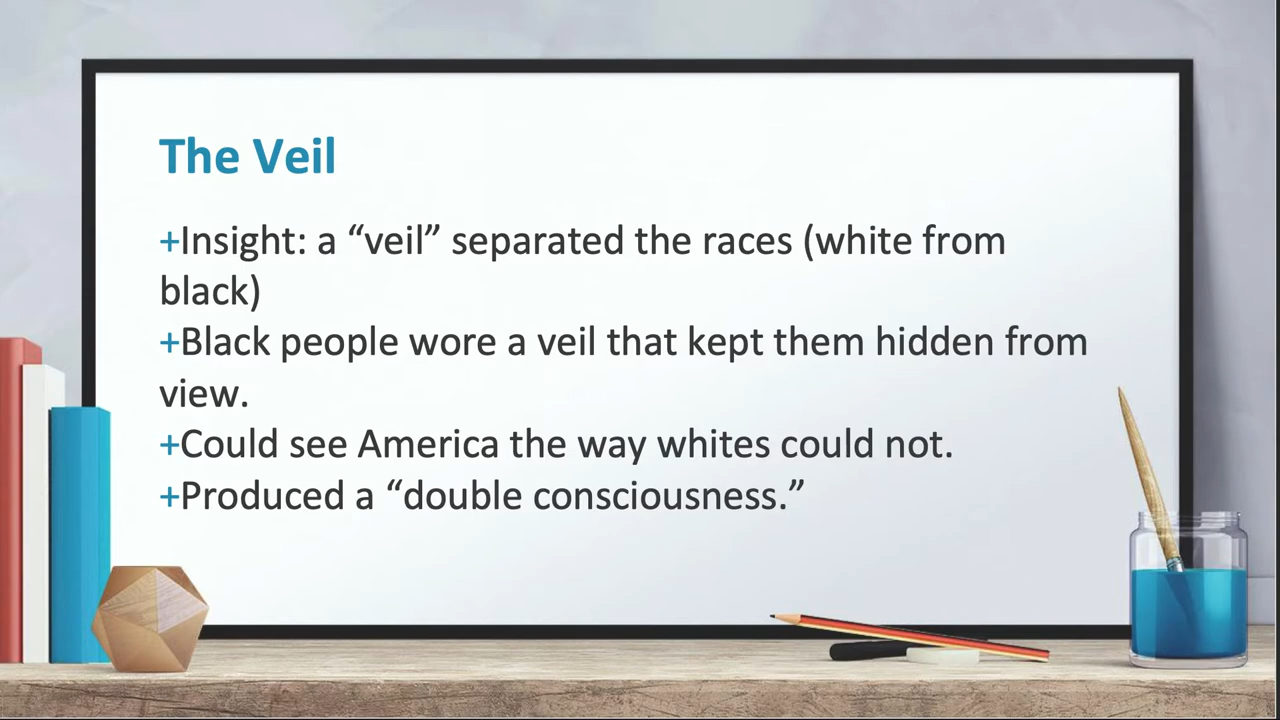 The Veil
+Insight: a “veil” separated the races (white from
black)
+Black people wore a veil that kept them hidden from
view.
+Could see America the way whites could not.
+Produced a “double consciousness.”